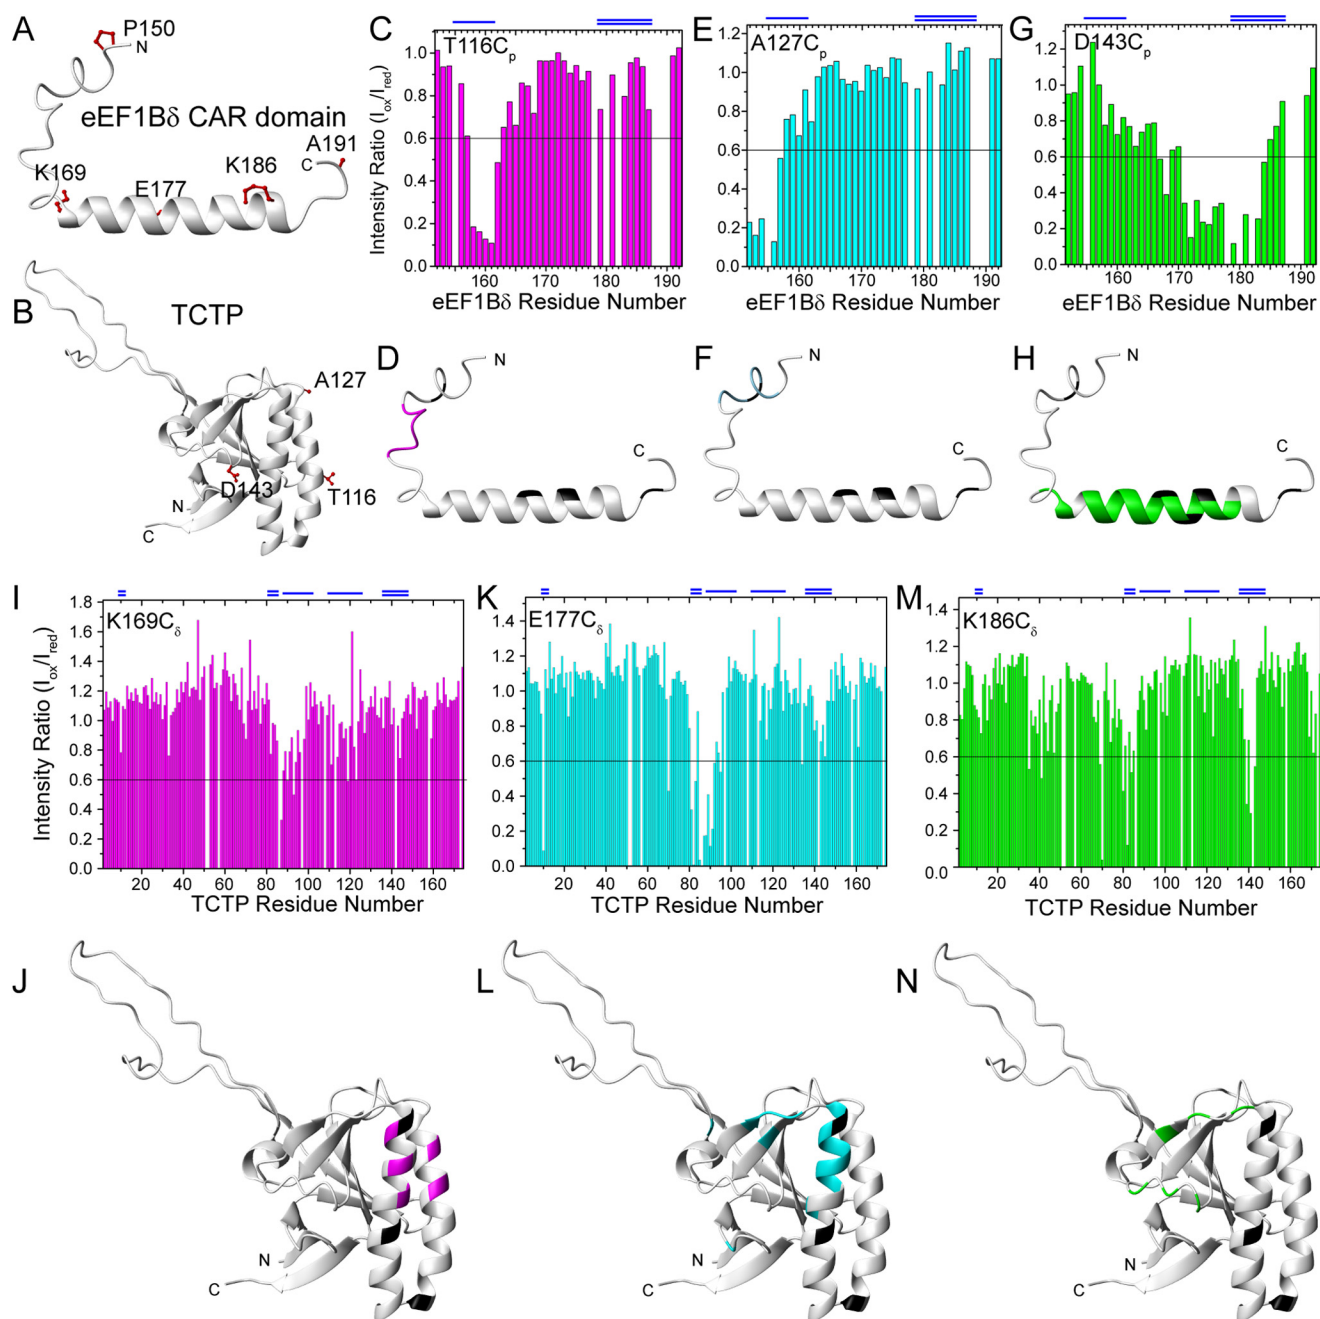 A
P150
N
eEF1Bδ CAR domain
A191
C
K169
E177
K186
B
TCTP
A127
D143
T116
N
C
C
T116Cp
Intensity Ratio (Iox/Ired)
1.0
0.8
0.6
0.4
0.2
0.0
160 170 180 190
eEF1Bδ Residue Number
E
A127Cp
1.2
1.0
0.8
0.6
0.4
0.2
0.0
160 170 180 190
eEF1Bδ Residue Number
G
D143Cp
1.2
1.0
0.8
0.6
0.4
0.2
0.0
160 170 180 190
eEF1Bδ Residue Number
D
N
C
F
N
C
H
N
C
I
K169Cδ
Intensity Ratio (Iox/Ired)
1.8
1.6
1.4
1.2
1.0
0.8
0.6
0.4
0.2
0.0
20 40 60 80 100 120 140 160
TCTP Residue Number
K
E177Cδ
1.4
1.2
1.0
0.8
0.6
0.4
0.2
0.0
20 40 60 80 100 120 140 160
TCTP Residue Number
M
K186Cδ
1.4
1.2
1.0
0.8
0.6
0.4
0.2
0.0
20 40 60 80 100 120 140 160
TCTP Residue Number
J
N
C
L
N
C
N
N
C